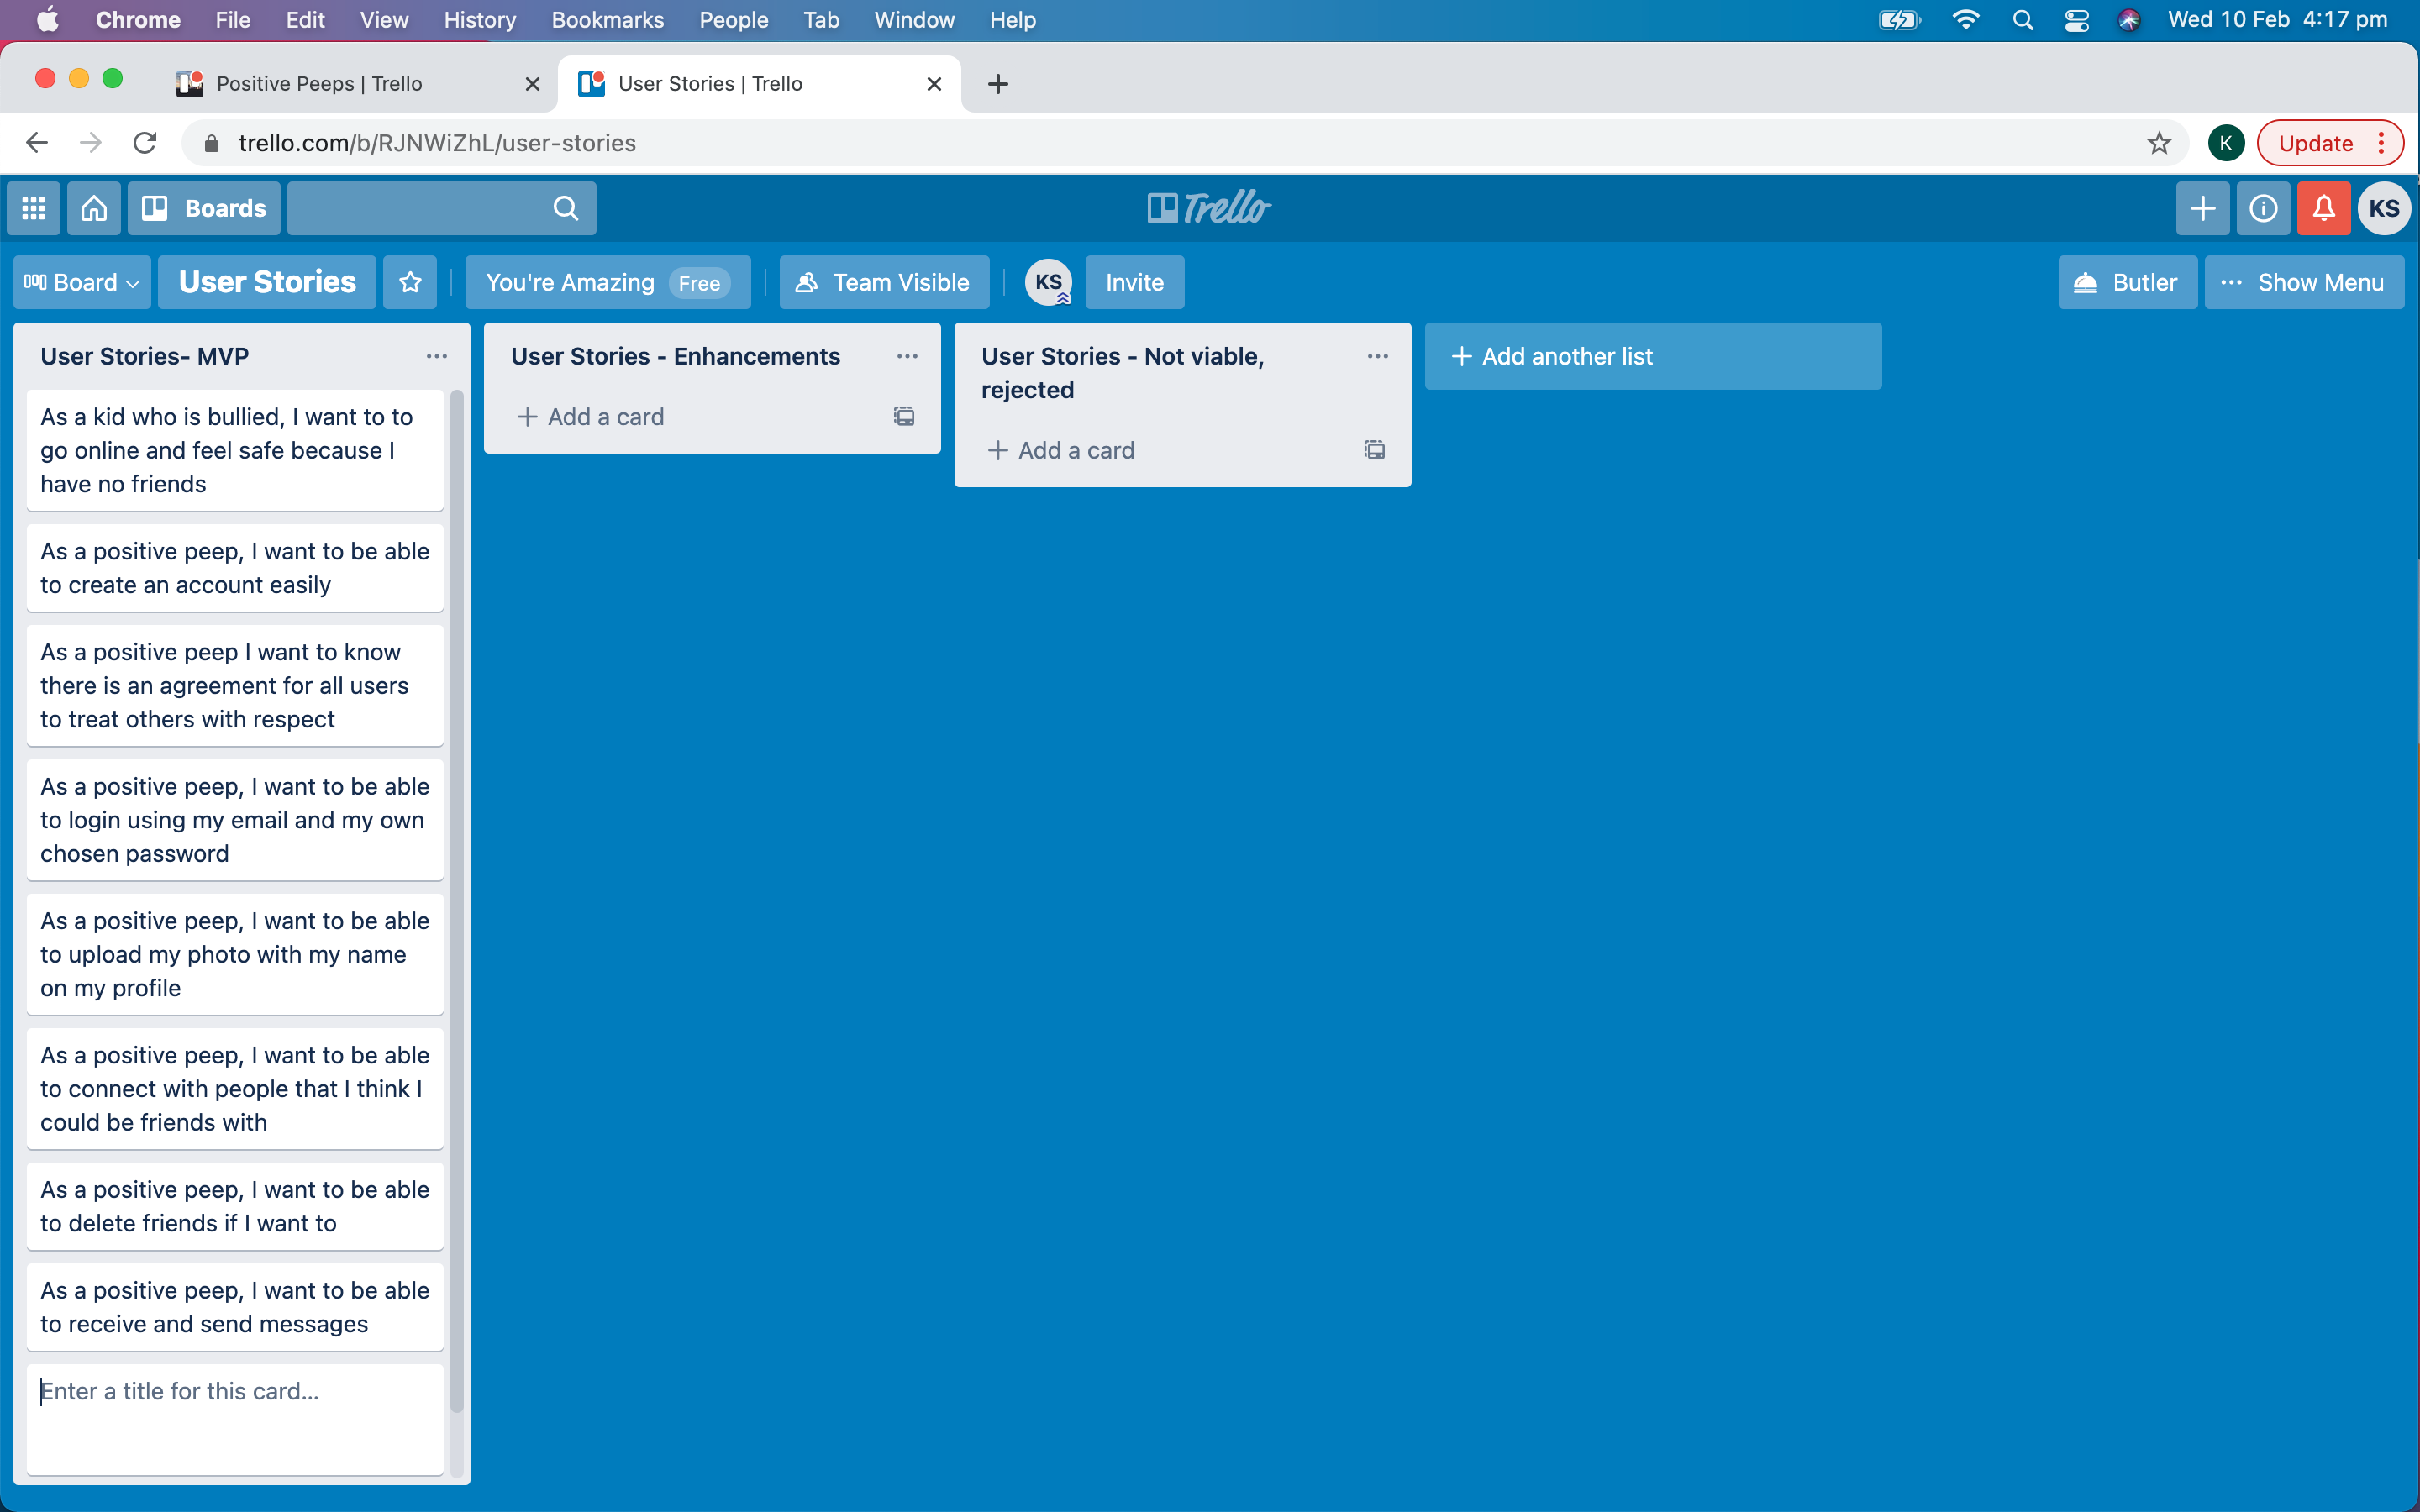 Chrome File Edit View History Bookmarks People Tab Window Help Wed 10 Feb 4:17 pm
Positive Peeps | Trello User Stories | Trello
trello.com/b/RJNWiZhL/user-stories K Update
Boards Trello KS
Board User Stories You're Amazing Free Team Visible KS Invite Butler Show Menu
User Stories- MVP
As a kid who is bullied, I want to to
go online and feel safe because I
have no friends
As a positive peep, I want to be able
to create an account easily
As a positive peep I want to know
there is an agreement for all users
to treat others with respect
As a positive peep, I want to be able
to login using my email and my own
chosen password
As a positive peep, I want to be able
to upload my photo with my name
on my profile
As a positive peep, I want to be able
to connect with people that I think I
could be friends with
As a positive peep, I want to be able
to delete friends if I want to
As a positive peep, I want to be able
to receive and send messages
Enter a title for this card...
User Stories - Enhancements
Add a card
User Stories - Not viable,
rejected
Add a card
Add another list